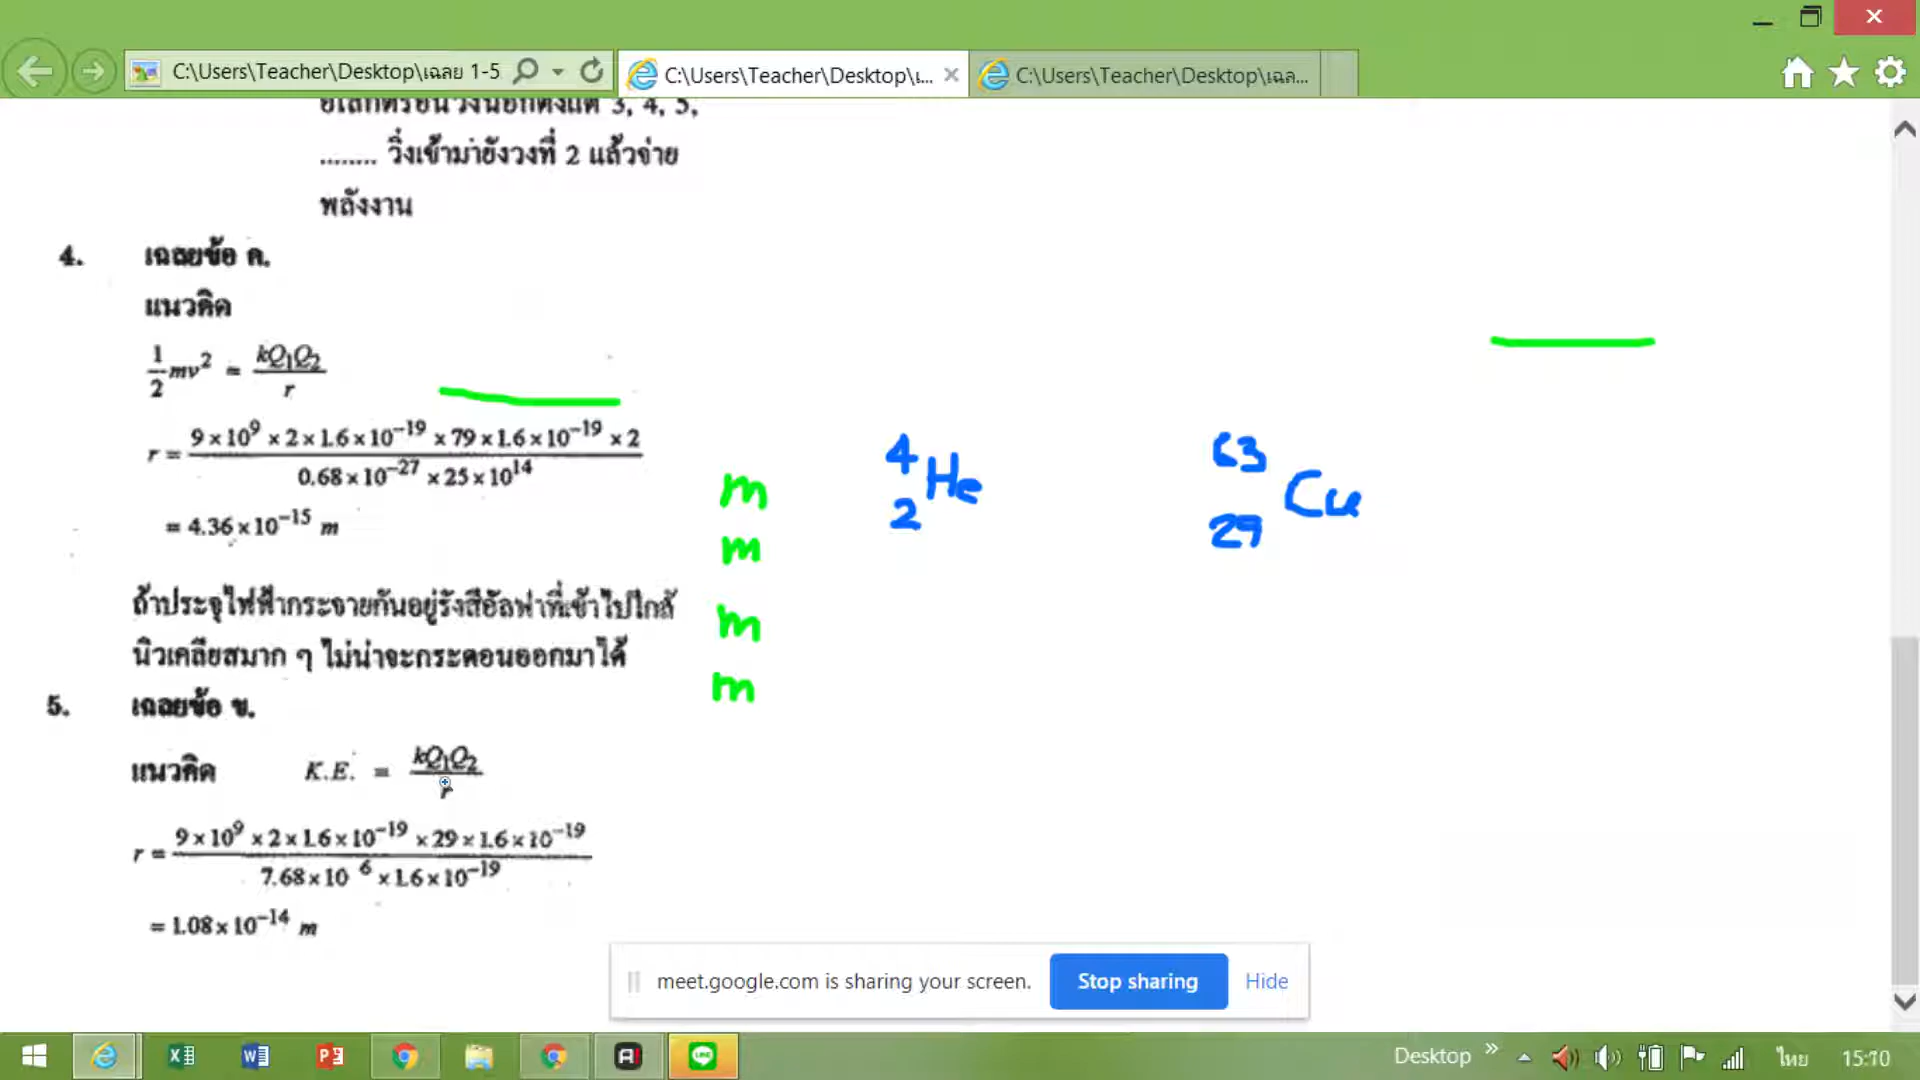 C:\Users\Teacher\Desktop\เฉลย 1-5
C:\Users\Teacher\Desktop\เ...
C:\Users\Teacher\Desktop\เฉล...
3, 4, 5,
........ วิ่งเข้ามายังวงที่ 2 แล้วจ่าย
พลังงาน
4. เฉลยข้อ ค.
แนวคิด
1/2 mv² = kQ₁Q₂/r
r = 9×10⁹ × 2×1.6×10⁻¹⁹ × 79×1.6×10⁻¹⁹ × 2 / 0.68×10⁻²⁷ × 25×10¹⁴
= 4.36×10⁻¹⁵ m
ถ้าประจุไฟฟ้ากระจายกันอยู่รังสีอัลฟาที่เข้าไปใกล้
นิวเคลียสมาก ๆ ไม่น่าจะกระดอนออกมาได้
5. เฉลยข้อ ข.
แนวคิด K.E. = kQ₁Q₂/r
r = 9×10⁹ × 2×1.6×10⁻¹⁹ × 29×1.6×10⁻¹⁹ / 7.68×10⁶ × 1.6×10⁻¹⁹
= 1.08×10⁻¹⁴ m
m
m
m
m
⁴₂He
⁶³₂₉Cu
meet.google.com is sharing your screen. Stop sharing Hide
Desktop » ไทย 15:10